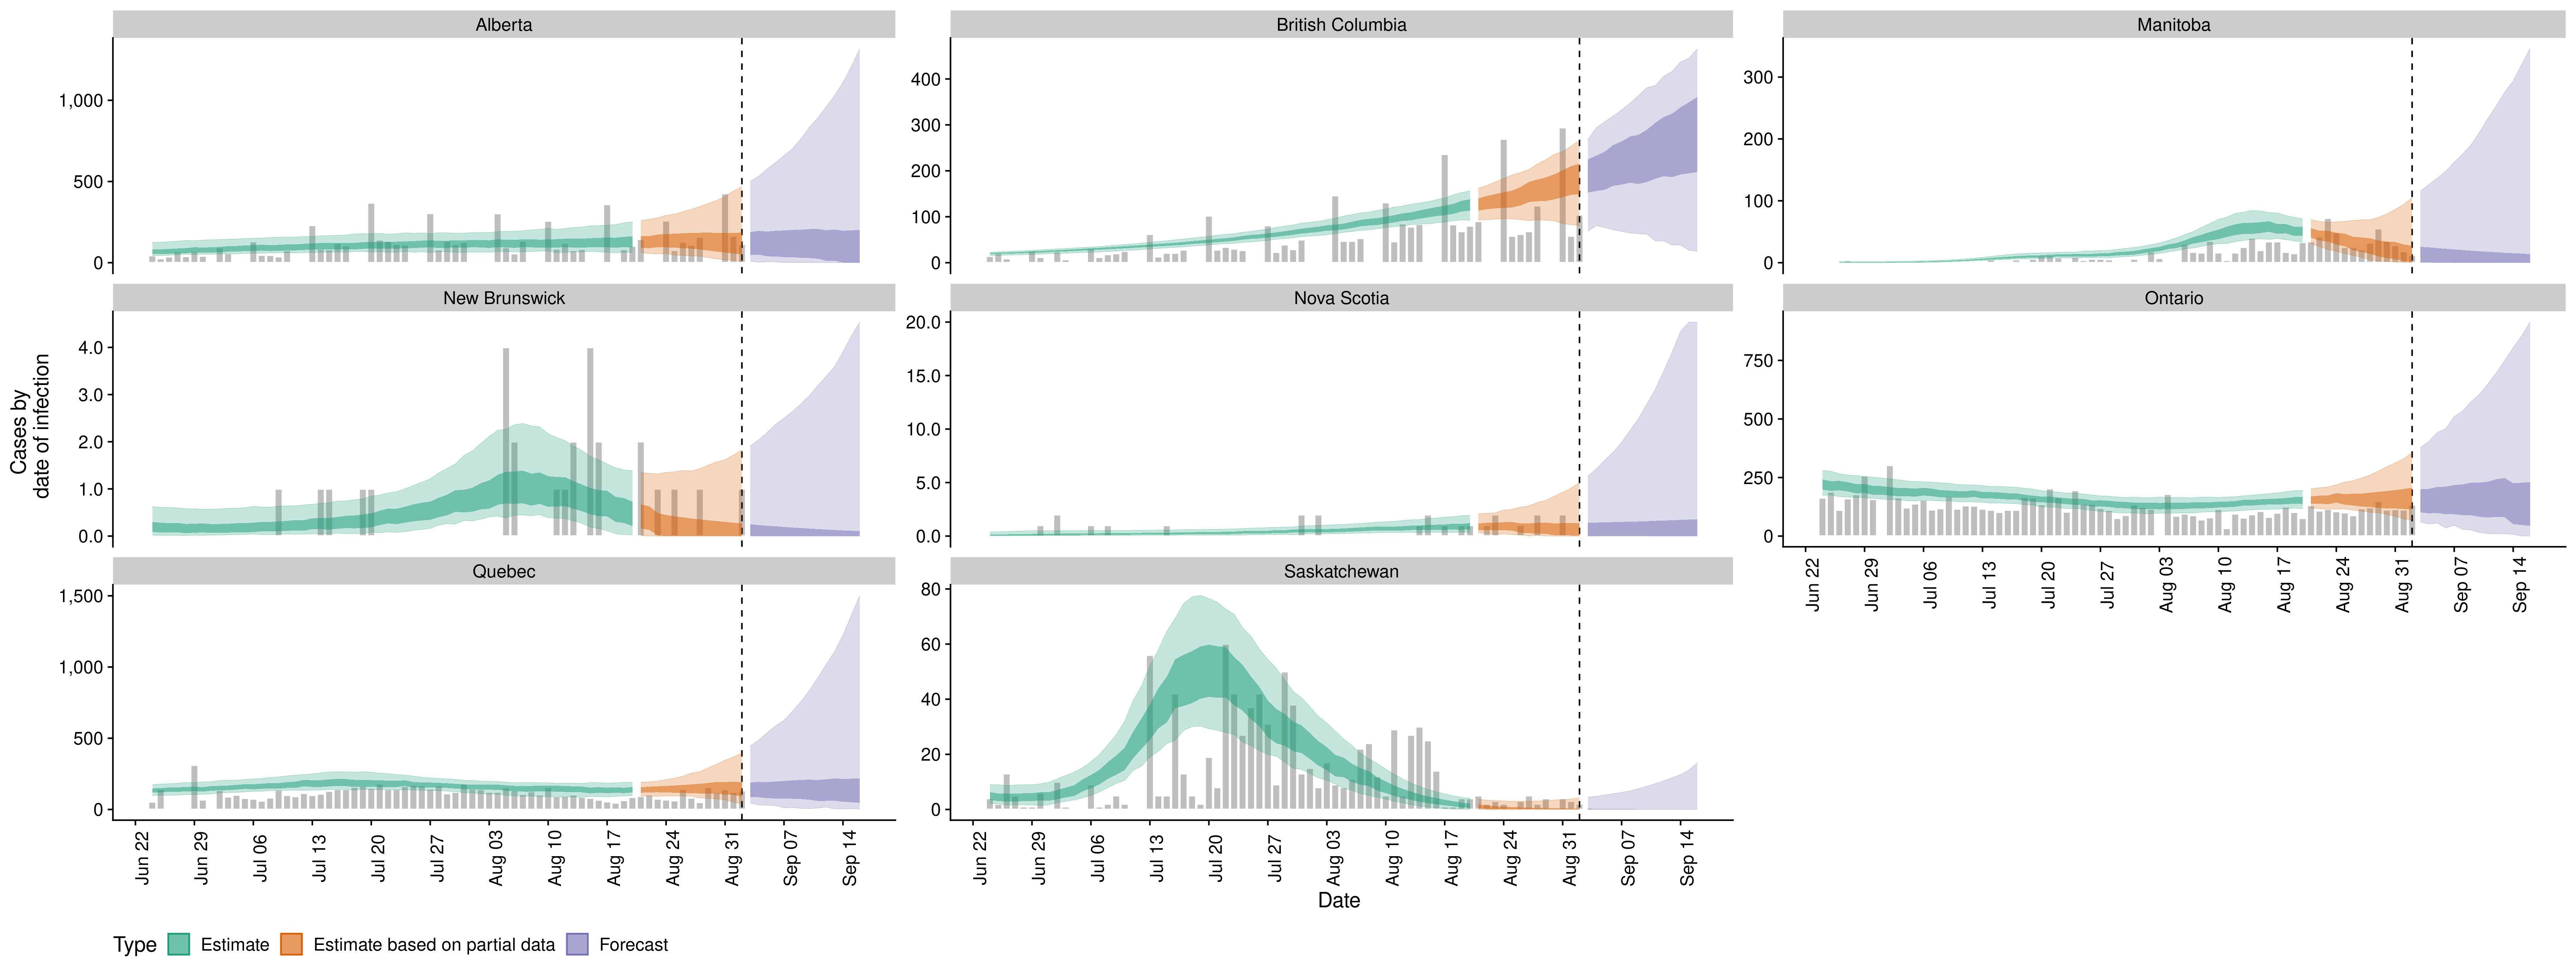 Alberta
British Columbia
Manitoba
1,000
500
0
400
300
200
100
0
300
200
100
0
New Brunswick
Nova Scotia
Ontario
Cases by
date of infection
4.0
3.0
2.0
1.0
0.0
20.0
15.0
10.0
5.0
0.0
750
500
250
0
Jun 22
Jun 29
Jul 06
Jul 13
Jul 20
Jul 27
Aug 03
Aug 10
Aug 17
Aug 24
Aug 31
Sep 07
Sep 14
Quebec
Saskatchewan
1,500
1,000
500
0
80
60
40
20
0
Jun 22
Jun 29
Jul 06
Jul 13
Jul 20
Jul 27
Aug 03
Aug 10
Aug 17
Aug 24
Aug 31
Sep 07
Sep 14
Jun 22
Jun 29
Jul 06
Jul 13
Jul 20
Jul 27
Aug 03
Aug 10
Aug 17
Aug 24
Aug 31
Sep 07
Sep 14
Date
Type Estimate Estimate based on partial data Forecast